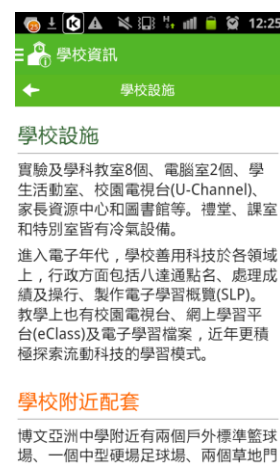 12:25
學校資訊
學校設施
學校設施
實驗及學科教室8個、電腦室2個、學
生活動室、校園電視台(U-Channel)、
家長資源中心和圖書館等。禮堂、課室
和特別室皆有冷氣設備。
進入電子年代，學校善用科技於各領域
上，行政方面包括八達通點名、處理成
績及操行、製作電子學習概覽(SLP)。
教學上也有校園電視台、網上學習平
台(eClass)及電子學習檔案，近年更積
極探索流動科技的學習模式。
學校附近配套
博文亞洲中學附近有兩個戶外標準籃球
場、一個中型硬場足球場、兩個草地門